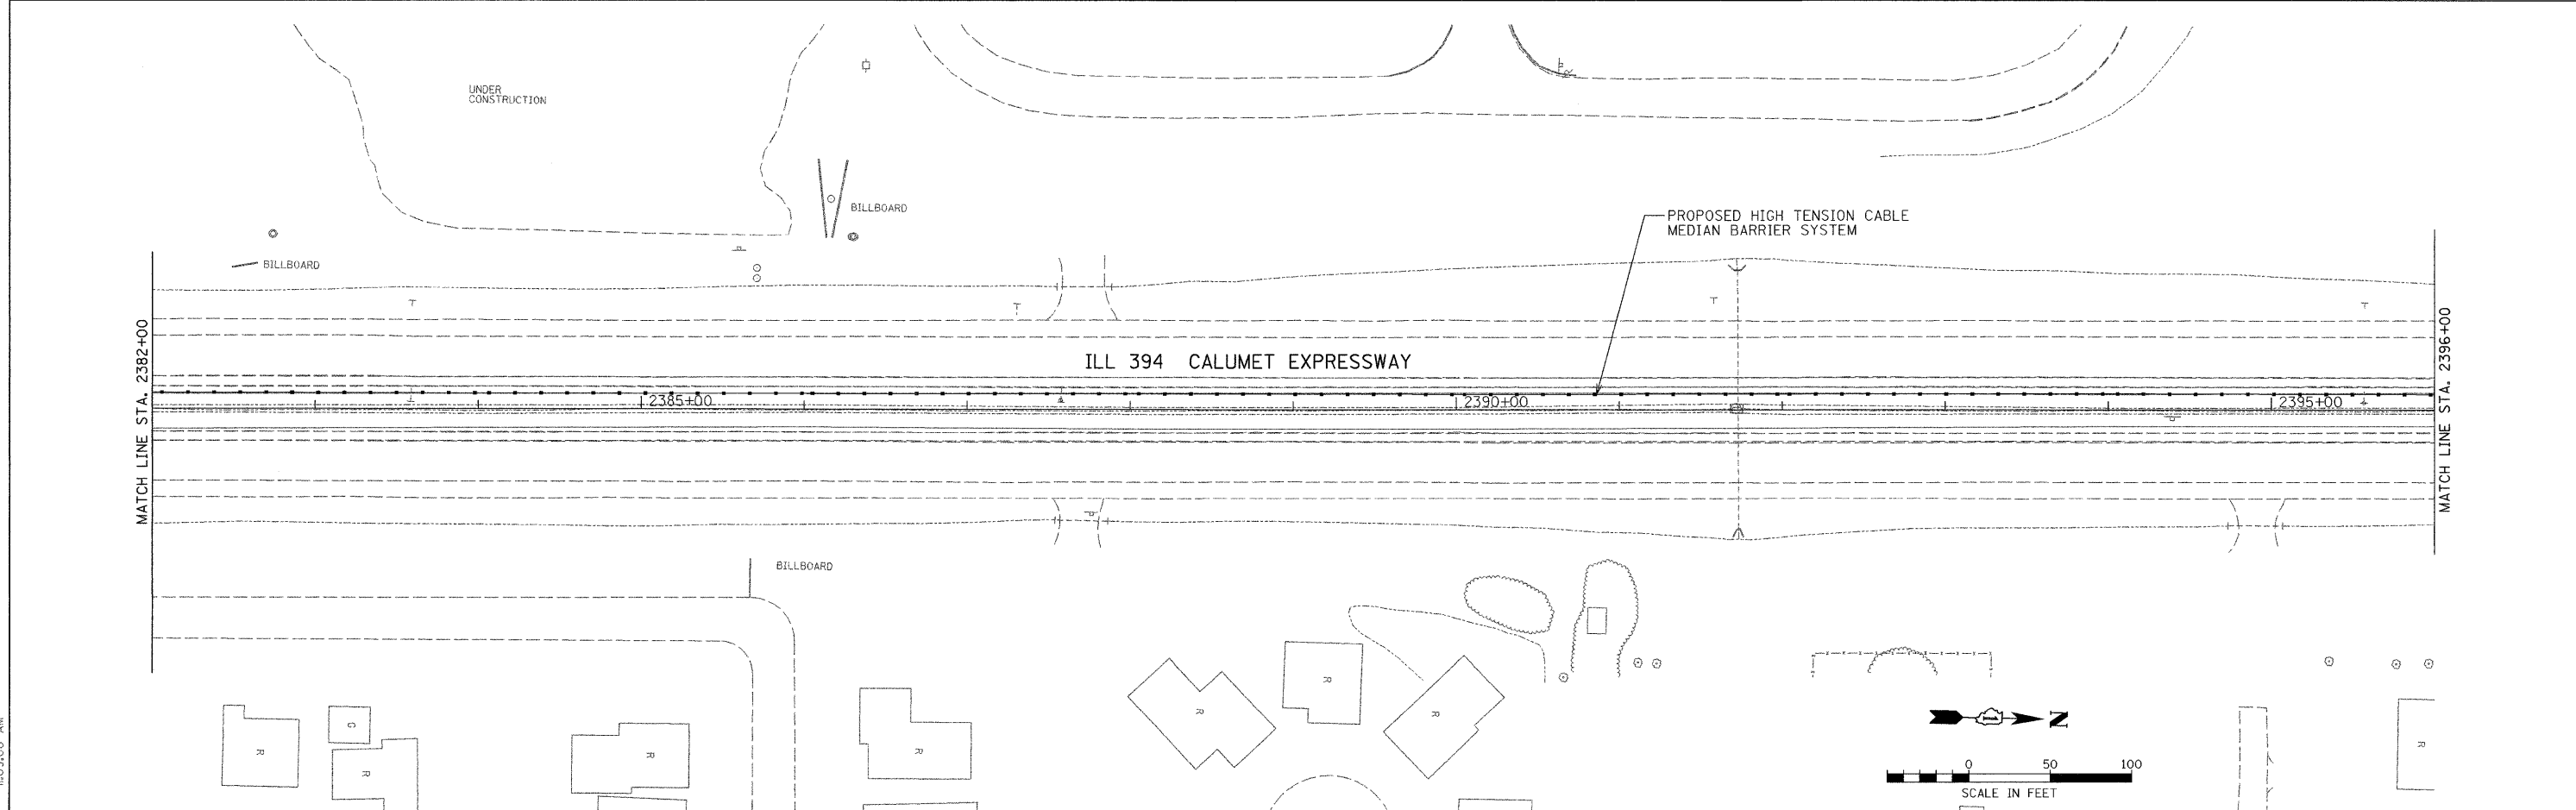 UNDER
CONSTRUCTION
BILLBOARD
PROPOSED HIGH TENSION CABLE
MEDIAN BARRIER SYSTEM
BILLBOARD
MATCH LINE STA. 2382+00
ILL 394 CALUMET EXPRESSWAY
MATCH LINE STA. 2396+00
2385+00
2390+00
2395+00
BILLBOARD
R
G
R
R
R
R
R
R
R
N
0 50 100
SCALE IN FEET